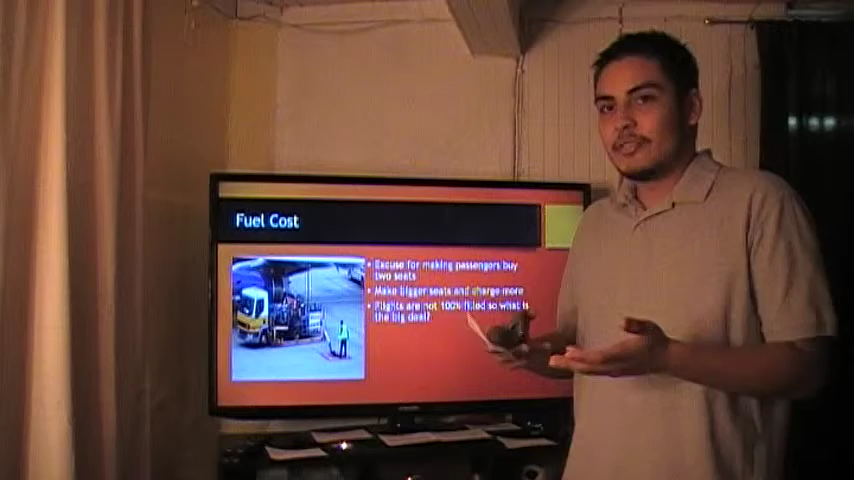 Fuel Cost
• Excuse for making passengers buy
two seats
• Make bigger seats and charge more
• Flights are not 100% filled so what is
the big deal?